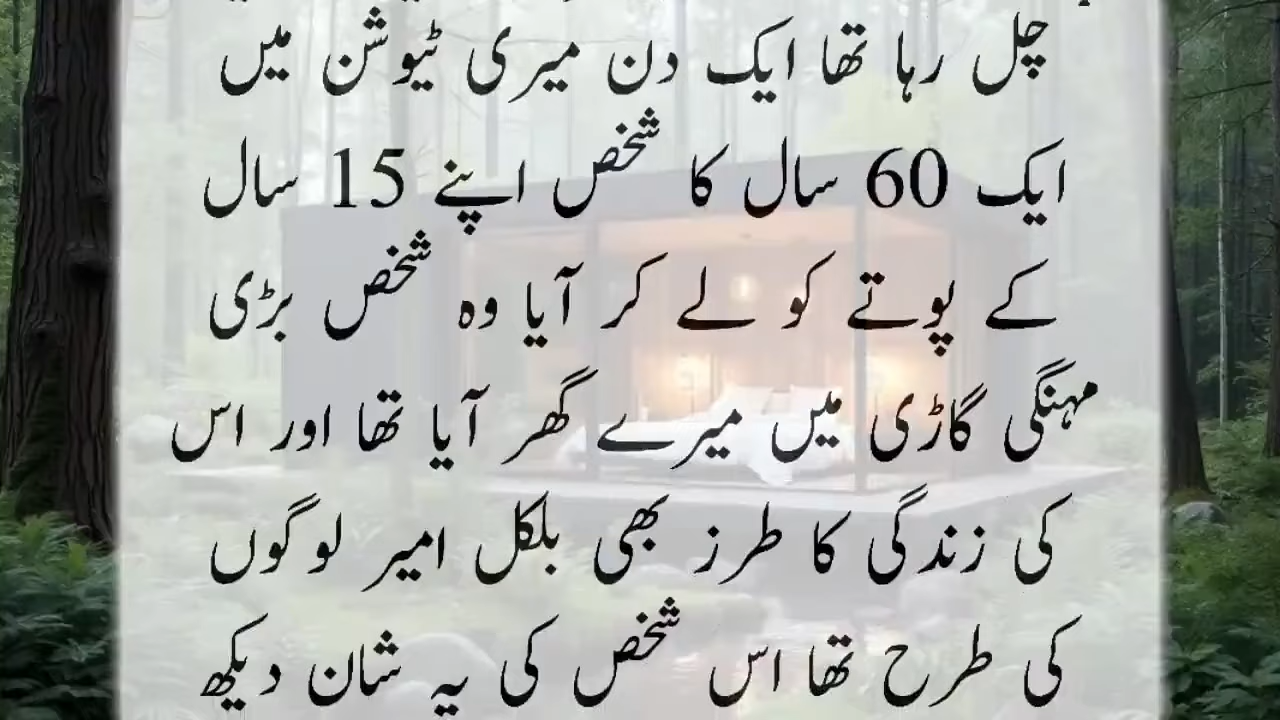 چل رہا تھا ایک دن میری ٹیوشن میں
ایک 60 سال کا شخص اپنے 15 سال
کے پوتے کو لے کر آیا وہ شخص بڑی
مہنگی گاڑی میں میرے گھر آیا تھا اور اس
کی زندگی کا طرز بھی بلکل امیر لوگوں
کی طرح تھا اس شخص کی یہ شان دیکھ